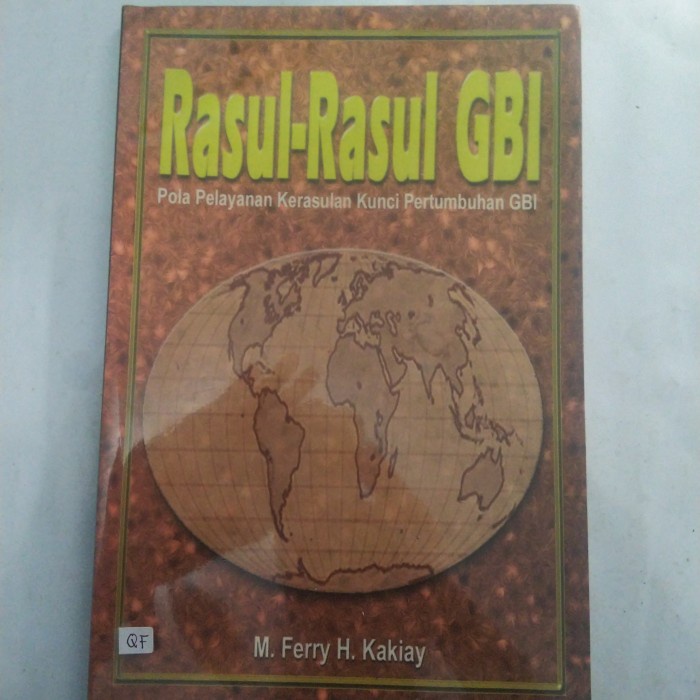 Rasul-Rasul GBI
Pola Pelayanan Kerasulan Kunci Pertumbuhan GBI
QF
M. Ferry H. Kakiay